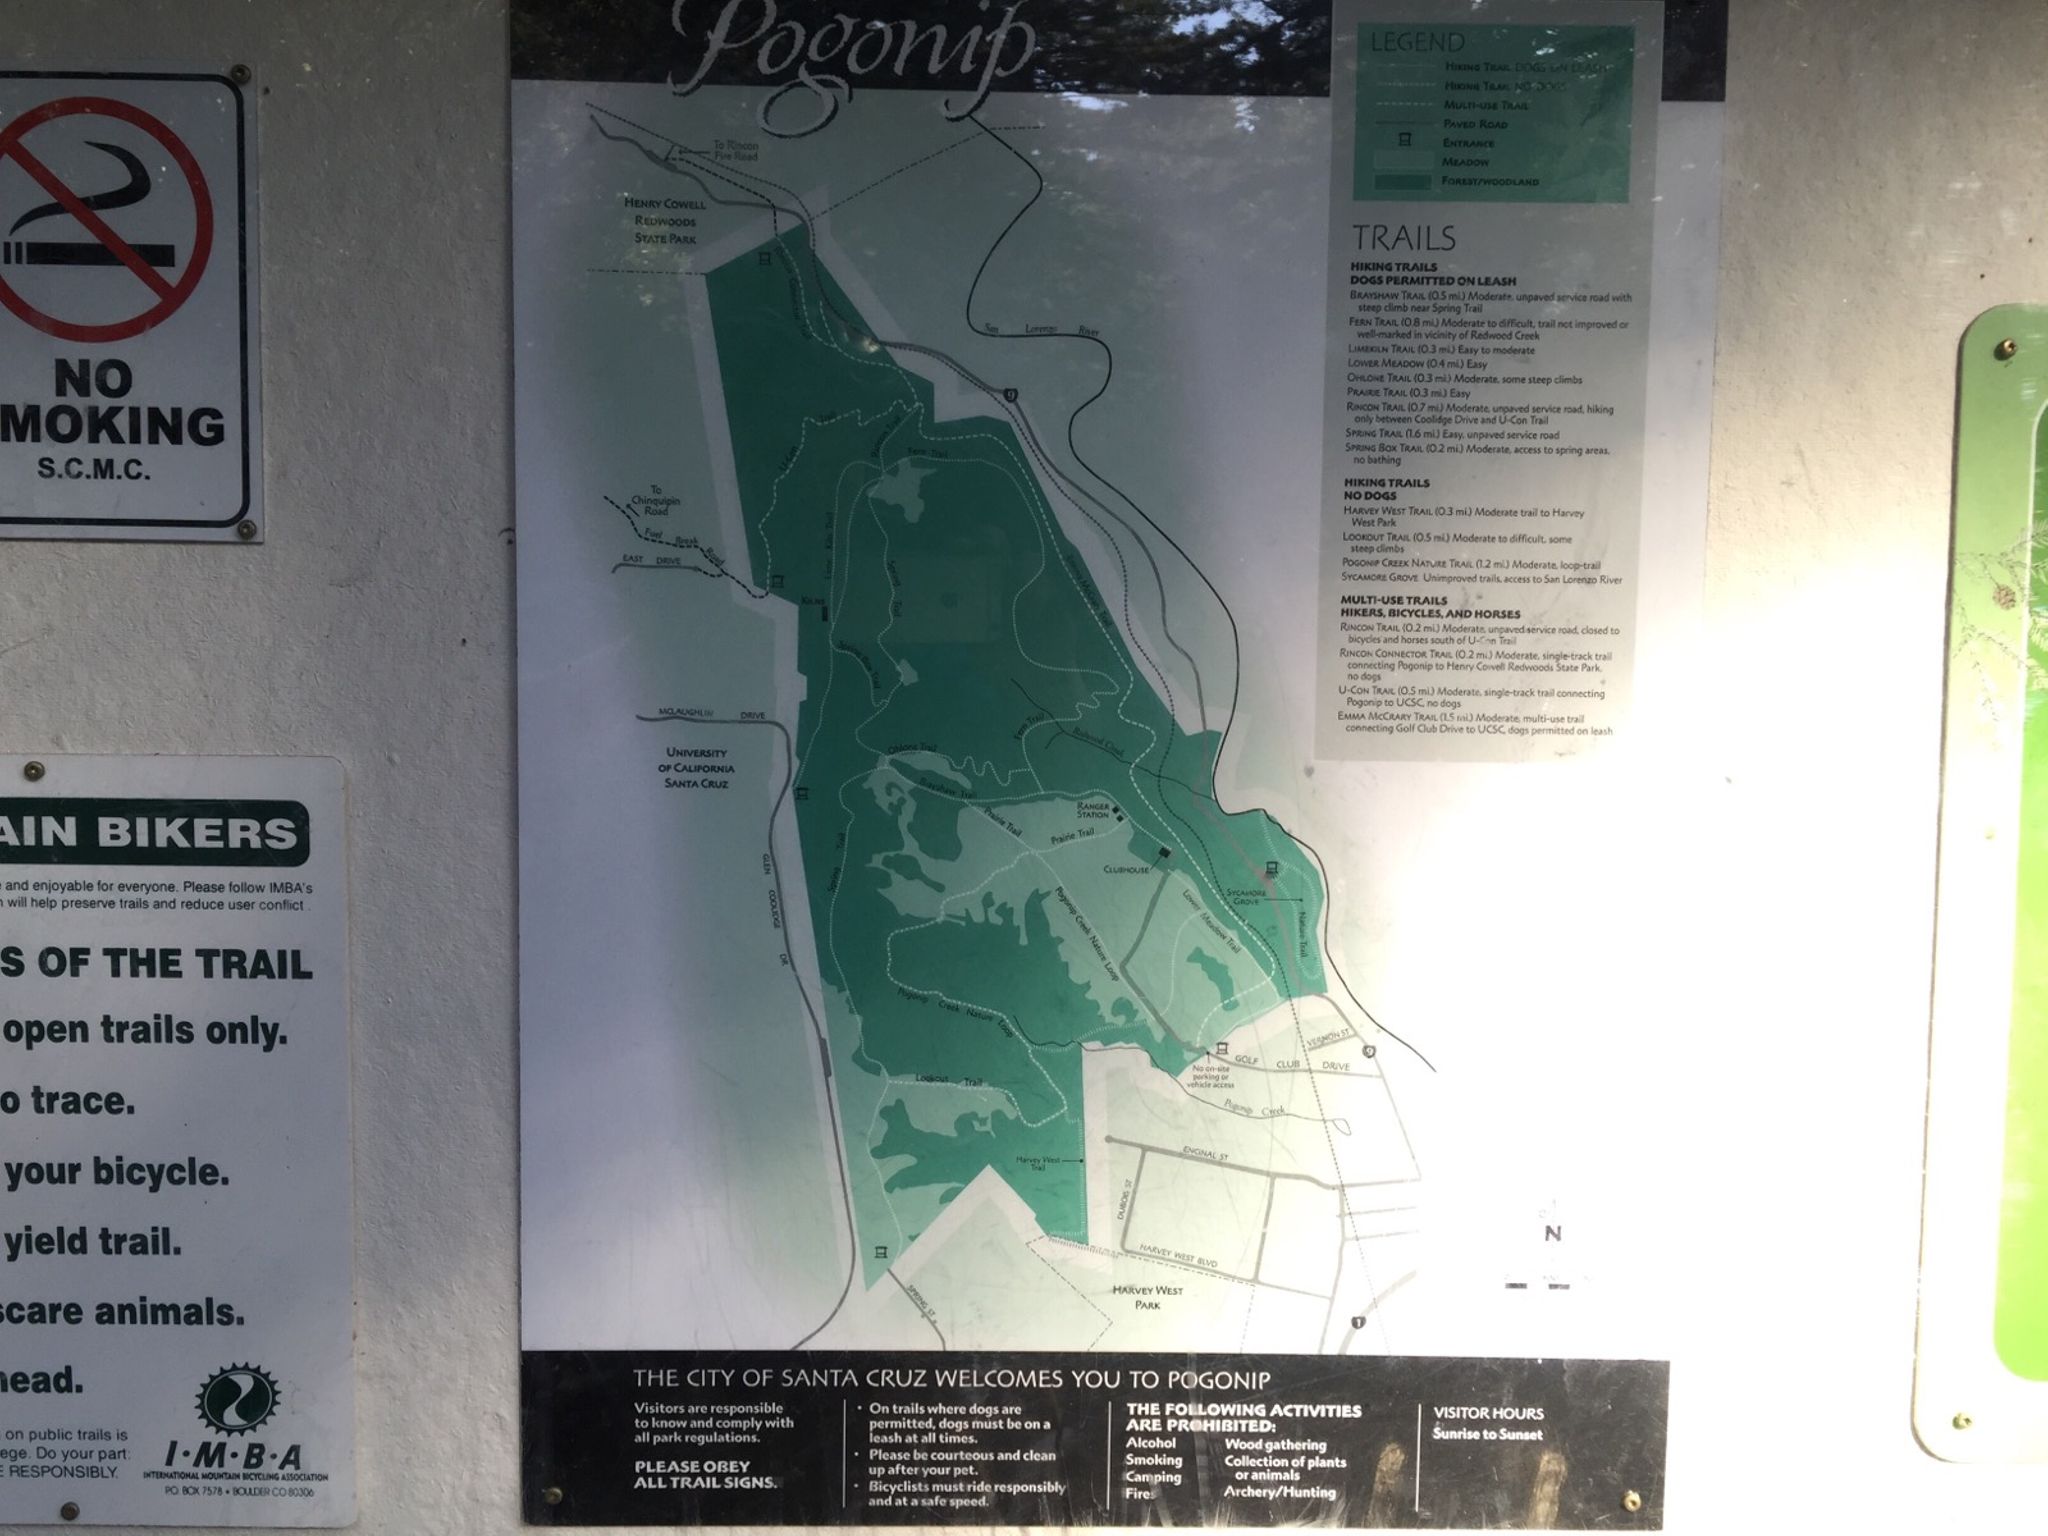 Pogonip
LEGEND
HIKING TRAIL DOGS ON LEASH
HIKING TRAIL NO DOGS
MULTI-USE TRAIL
PAVED ROAD
ENTRANCE
MEADOW
FOREST/WOODLAND
TRAILS
HIKING TRAILS
DOGS PERMITTED ON LEASH
BRAYSHAW TRAIL (0.5 mi.) Moderate, unpaved service road with
steep climb near Spring Trail
FERN TRAIL (0.8 mi.) Moderate to difficult, trail not improved or
well-marked in vicinity of Redwood Creek
LIMEKILN TRAIL (0.3 mi.) Easy to moderate
LOWER MEADOW (0.4 mi.) Easy
OHLONE TRAIL (0.3 mi.) Moderate, some steep climbs
PRAIRIE TRAIL (0.3 mi.) Easy
RINCON TRAIL (0.7 mi.) Moderate, unpaved service road, hiking
only between Coolidge Drive and U-Con Trail
SPRING TRAIL (1.6 mi.) Easy, unpaved service road
SPRING BOX TRAIL (0.2 mi.) Moderate, access to spring areas,
no bathing
HIKING TRAILS
NO DOGS
HARVEY WEST TRAIL (0.3 mi.) Moderate trail to Harvey
West Park
LOOKOUT TRAIL (0.5 mi.) Moderate to difficult, some
steep climbs
POGONIP CREEK NATURE TRAIL (1.2 mi.) Moderate, loop-trail
SYCAMORE GROVE Unimproved trails, access to San Lorenzo River
MULTI-USE TRAILS
HIKERS, BICYCLES, AND HORSES
RINCON TRAIL (0.2 mi.) Moderate, unpaved service road, closed to
bicycles and horses south of U-Con Trail
RINCON CONNECTOR TRAIL (0.2 mi.) Moderate, single-track trail
connecting Pogonip to Henry Cowell Redwoods State Park,
no dogs
U-CON TRAIL (0.5 mi.) Moderate, single-track trail connecting
Pogonip to UCSC, no dogs
EMMA MCCRARY TRAIL (1.5 mi.) Moderate, multi-use trail
connecting Golf Club Drive to UCSC, dogs permitted on leash
To Rincon
Fire Road
HENRY COWELL
REDWOODS
STATE PARK
San Lorenzo River
9
U-Con Trail
Rincon Trail
Fern Trail
To
Chinquipin
Road
Fuel Break Road
EAST DRIVE
KILNS
Lime Kiln Trail
Spring Trail
Emma McCrary Trail
Spring Box Trail
MCLAUGHLIN DRIVE
UNIVERSITY
OF CALIFORNIA
SANTA CRUZ
Ohlone Trail
Fern Trail
Redwood Creek
Brayshaw Trail
Prairie Trail
Prairie Trail
RANGER
STATION
CLUBHOUSE
Spring Trail
GLEN COOLIDGE DR.
Pogonip Creek Nature Loop
Lower Meadow Trail
SYCAMORE
GROVE
Nature Trail
Pogonip Creek Nature Loop
VERNON ST.
9
GOLF CLUB DRIVE
No on-site
parking or
vehicle access
Lookout Trail
Pogonip Creek
Harvey West
Trail
ENCINAL ST
DUBOIS ST
HARVEY WEST BLVD
HARVEY WEST
PARK
SPRING ST.
1
N
THE CITY OF SANTA CRUZ WELCOMES YOU TO POGONIP
Visitors are responsible
to know and comply with
all park regulations.
PLEASE OBEY
ALL TRAIL SIGNS.
• On trails where dogs are
permitted, dogs must be on a
leash at all times.
• Please be courteous and clean
up after your pet.
• Bicyclists must ride responsibly
and at a safe speed.
THE FOLLOWING ACTIVITIES
ARE PROHIBITED:
Alcohol
Smoking
Camping
Fires
Wood gathering
Collection of plants
or animals
Archery/Hunting
VISITOR HOURS
Sunrise to Sunset
NO
MOKING
S.C.M.C.
AIN BIKERS
and enjoyable for everyone. Please follow IMBA's
will help preserve trails and reduce user conflict.
S OF THE TRAIL
open trails only.
o trace.
your bicycle.
yield trail.
scare animals.
head.
on public trails is
ege. Do your part:
RESPONSIBLY.
I·M·B·A
INTERNATIONAL MOUNTAIN BICYCLING ASSOCIATION
P.O. BOX 7578 • BOULDER CO 80306